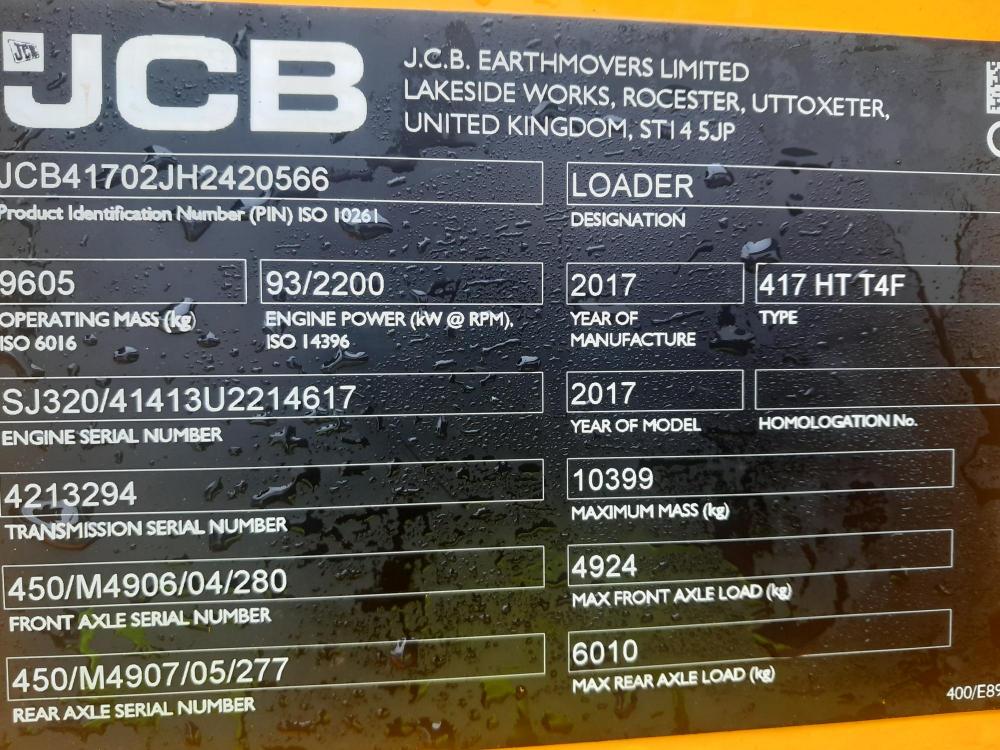 JCB
J.C.B. EARTHMOVERS LIMITED
LAKESIDE WORKS, ROCESTER, UTTOXETER,
UNITED KINGDOM, ST14 5JP
JCB41702JH2420566
Product Identification Number (PIN) ISO 10261
LOADER
DESIGNATION
9605
OPERATING MASS (kg)
ISO 6016
93/2200
ENGINE POWER (kW @ RPM),
ISO 14396
2017
YEAR OF
MANUFACTURE
417 HT T4F
TYPE
SJ320/41413U2214617
ENGINE SERIAL NUMBER
2017
YEAR OF MODEL
HOMOLOGATION No.
4213294
TRANSMISSION SERIAL NUMBER
10399
MAXIMUM MASS (kg)
450/M4906/04/280
FRONT AXLE SERIAL NUMBER
4924
MAX FRONT AXLE LOAD (kg)
450/M4907/05/277
REAR AXLE SERIAL NUMBER
6010
MAX REAR AXLE LOAD (kg)
400/E89